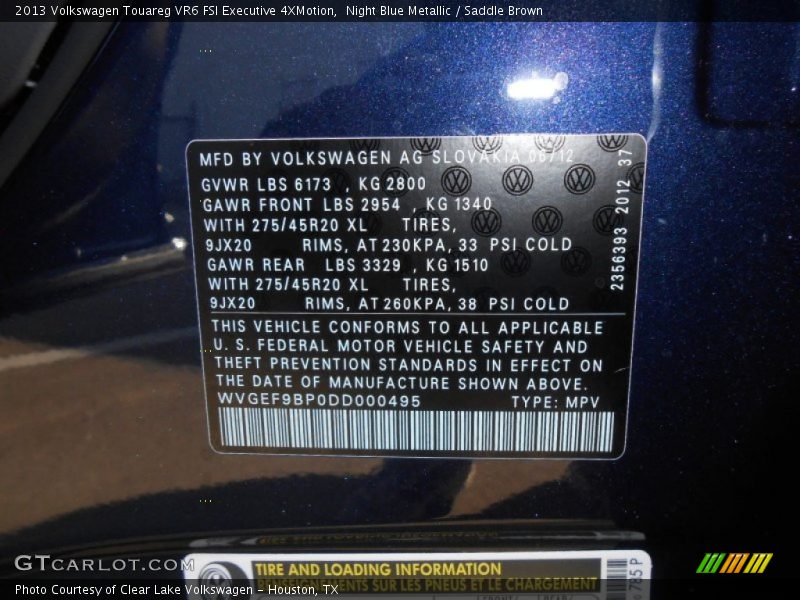 2013 Volkswagen Touareg VR6 FSI Executive 4XMotion, Night Blue Metallic / Saddle Brown
MFD BY VOLKSWAGEN AG SLOVAKIA 06/12
GVWR LBS 6173 , KG 2800
GAWR FRONT LBS 2954 , KG 1340
WITH 275/45R20 XL TIRES,
9JX20 RIMS, AT 230KPA, 33 PSI COLD
GAWR REAR LBS 3329 , KG 1510
WITH 275/45R20 XL TIRES,
9JX20 RIMS, AT 260KPA, 38 PSI COLD
2356393 2012 37
THIS VEHICLE CONFORMS TO ALL APPLICABLE
U. S. FEDERAL MOTOR VEHICLE SAFETY AND
THEFT PREVENTION STANDARDS IN EFFECT ON
THE DATE OF MANUFACTURE SHOWN ABOVE.
WVGEF9BP0DD000495 TYPE: MPV
TIRE AND LOADING INFORMATION
RENSEIGNEMENTS SUR LES PNEUS ET LE CHARGEMENT
785P
GTCARLOT.COM
Photo Courtesy of Clear Lake Volkswagen - Houston, TX